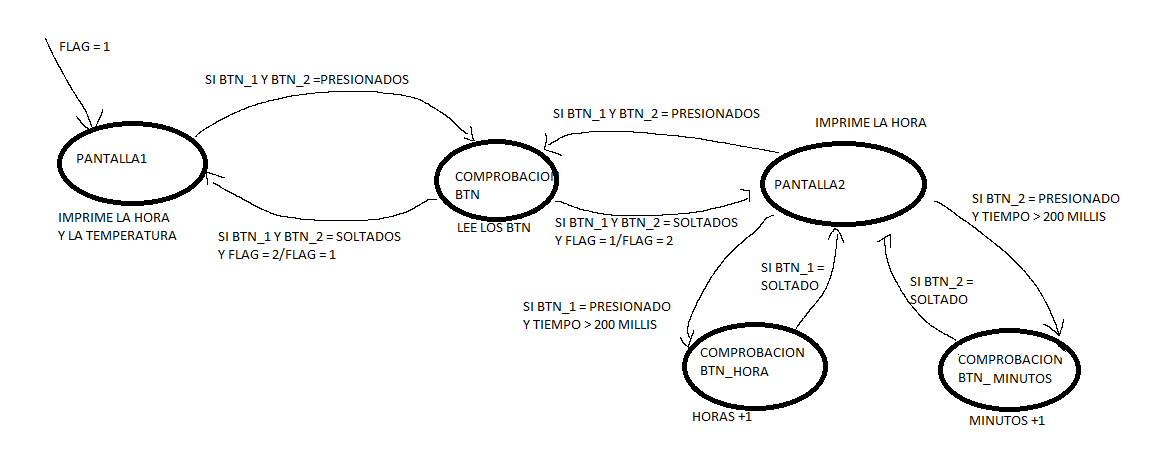 FLAG = 1
SI BTN_1 Y BTN_2 =PRESIONADOS
SI BTN_1 Y BTN_2 = PRESIONADOS
IMPRIME LA HORA
PANTALLA1
COMPROBACION
BTN
PANTALLA2
IMPRIME LA HORA
Y LA TEMPERATURA
LEE LOS BTN
SI BTN_1 Y BTN_2 = SOLTADOS
Y FLAG = 2/FLAG = 1
SI BTN_1 Y BTN_2 = SOLTADOS
Y FLAG = 1/FLAG = 2
SI BTN_2 = PRESIONADO
Y TIEMPO > 200 MILLIS
SI BTN_1 =
SOLTADO
SI BTN_2 =
SOLTADO
SI BTN_1 = PRESIONADO
Y TIEMPO > 200 MILLIS
COMPROBACION
BTN_HORA
COMPROBACION
BTN_ MINUTOS
HORAS +1
MINUTOS +1